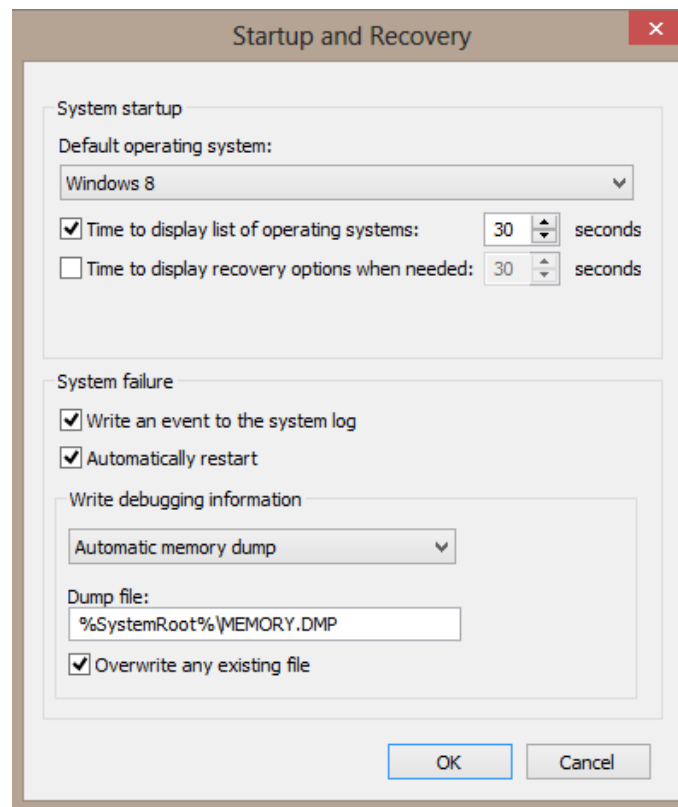 Startup and Recovery
System startup
Default operating system:
Windows 8
Time to display list of operating systems: 30 seconds
Time to display recovery options when needed: 30 seconds
System failure
Write an event to the system log
Automatically restart
Write debugging information
Automatic memory dump
Dump file:
%SystemRoot%\MEMORY.DMP
Overwrite any existing file
OK Cancel